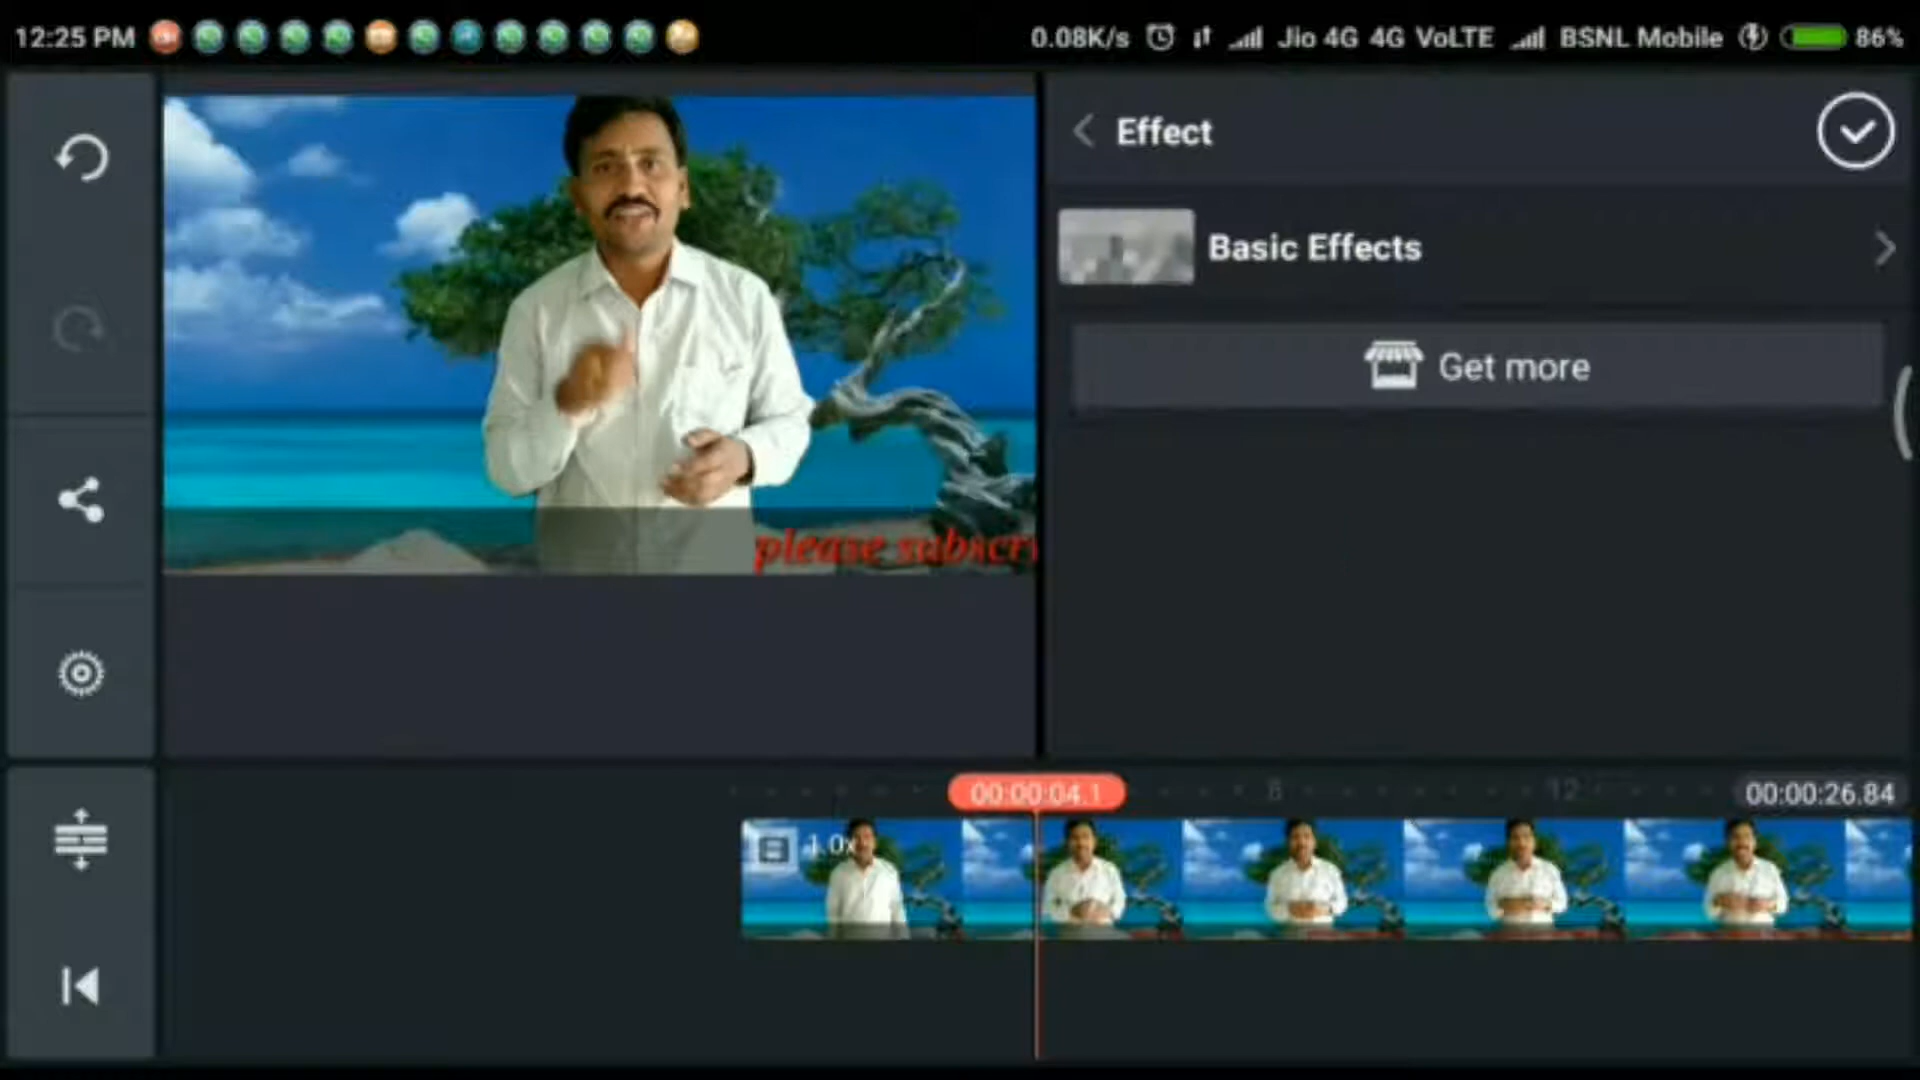 12:25 PM
0.08K/s
Jio 4G 4G VoLTE
BSNL Mobile
86%
Effect
Basic Effects
Get more
please subscri
00:00:04.1
8
12
00:00:26.84
1.0x